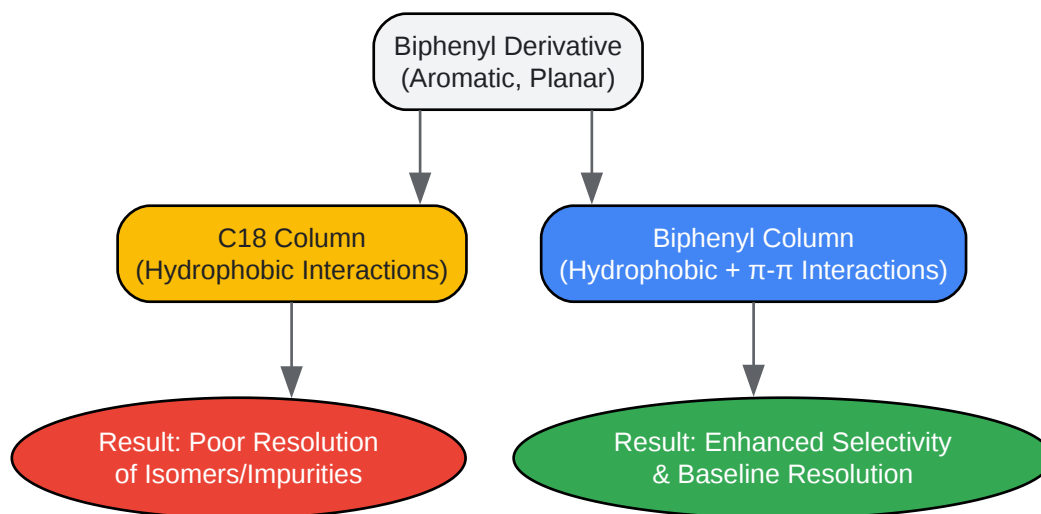 Biphenyl Derivative
(Aromatic, Planar)
C18 Column
(Hydrophobic Interactions)
Biphenyl Column
(Hydrophobic + π-π Interactions)
Result: Poor Resolution
of Isomers/Impurities
Result: Enhanced Selectivity
& Baseline Resolution